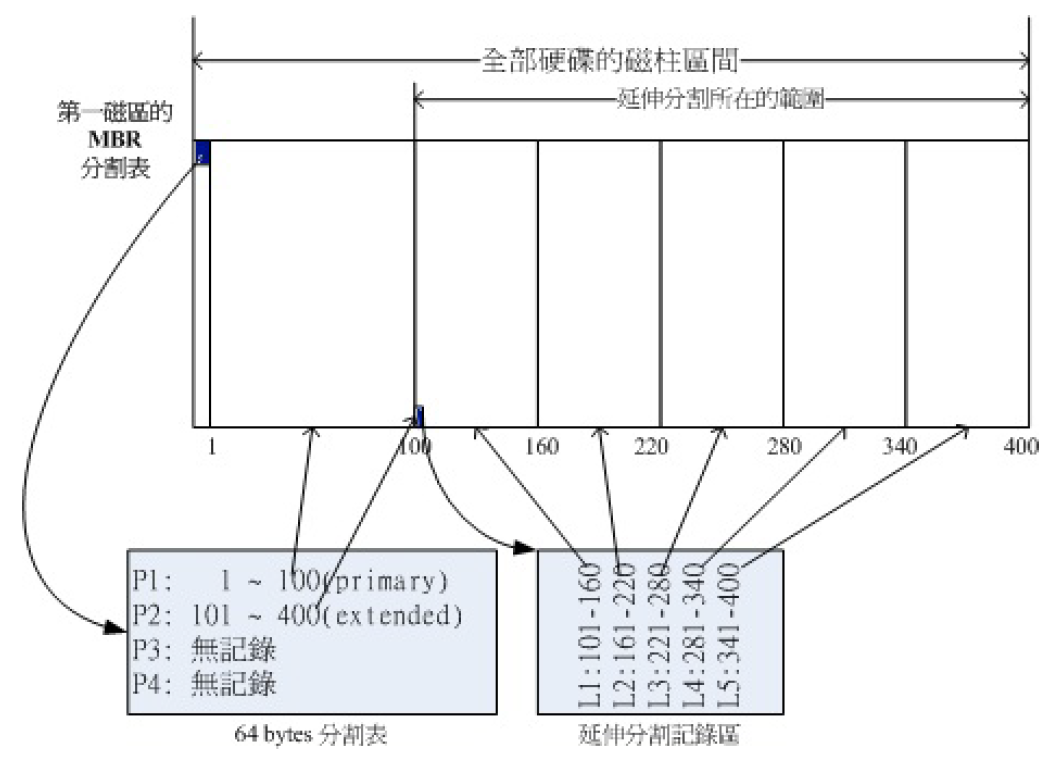 全部硬碟的磁柱區間
延伸分割所在的範圍
第一磁區的
MBR
分割表
1 100 160 220 280 340 400
P1: 1 ~ 100(primary)
P2: 101 ~ 400(extended)
P3: 無記錄
P4: 無記錄
64 bytes 分割表
L1:101-160
L2:161-220
L3:221-280
L4:281-340
L5:341-400
延伸分割記錄區